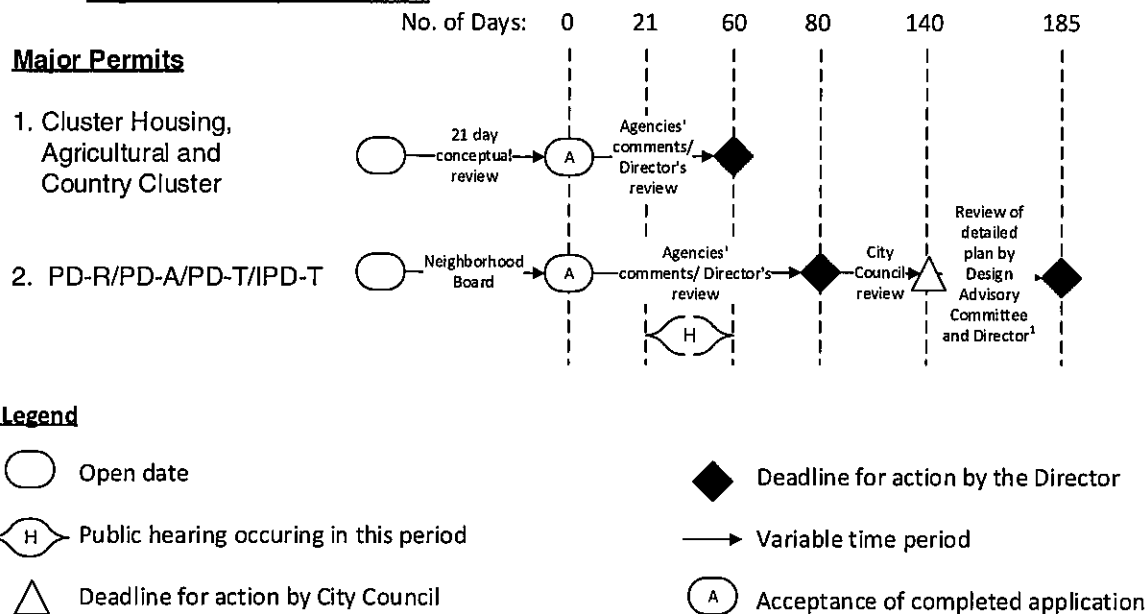 No. of Days: 0 21 60 80 140 185
Major Permits
1. Cluster Housing,
Agricultural and
Country Cluster
21 day
conceptual
review
A
Agencies'
comments/
Director's
review
2. PD-R/PD-A/PD-T/IPD-T
Neighborhood
Board
A
Agencies'
comments/ Director's
review
H
City
Council
review
Review of
detailed
plan by
Design
Advisory
Committee
and Director¹
Legend
Open date
H Public hearing occuring in this period
Deadline for action by City Council
Deadline for action by the Director
Variable time period
A Acceptance of completed application